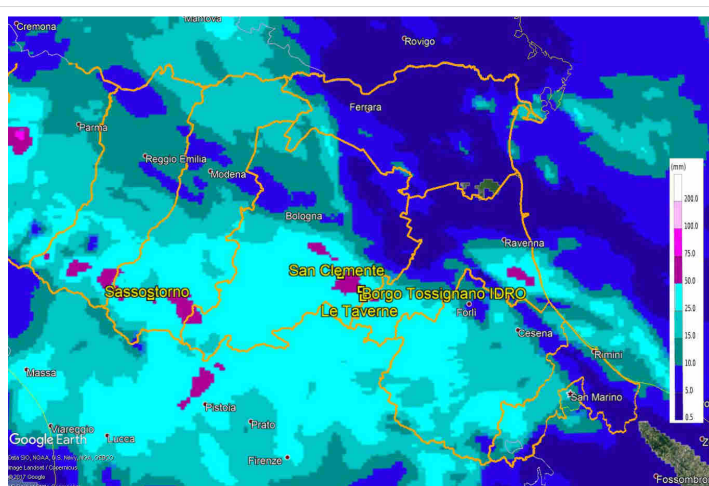 Cremona
Mantova
Rovigo
Ferrara
Parma
Reggio Emilia
Modena
Bologna
Ravenna
San Clemente
Sassostorno
Borgo Tossignano IDRO
Le Taverne
Forlì
Cesena
Rimini
Massa
San Marino
Pistoia
Viareggio
Prato
Lucca
Firenze
Fossombro
(mm)
200.0
100.0
75.0
50.0
25.0
15.0
10.0
5.0
0.5
Google Earth
Data SIO, NOAA, U.S. Navy, NGA, GEBCO
Image Landsat / Copernicus
© 2017 Google